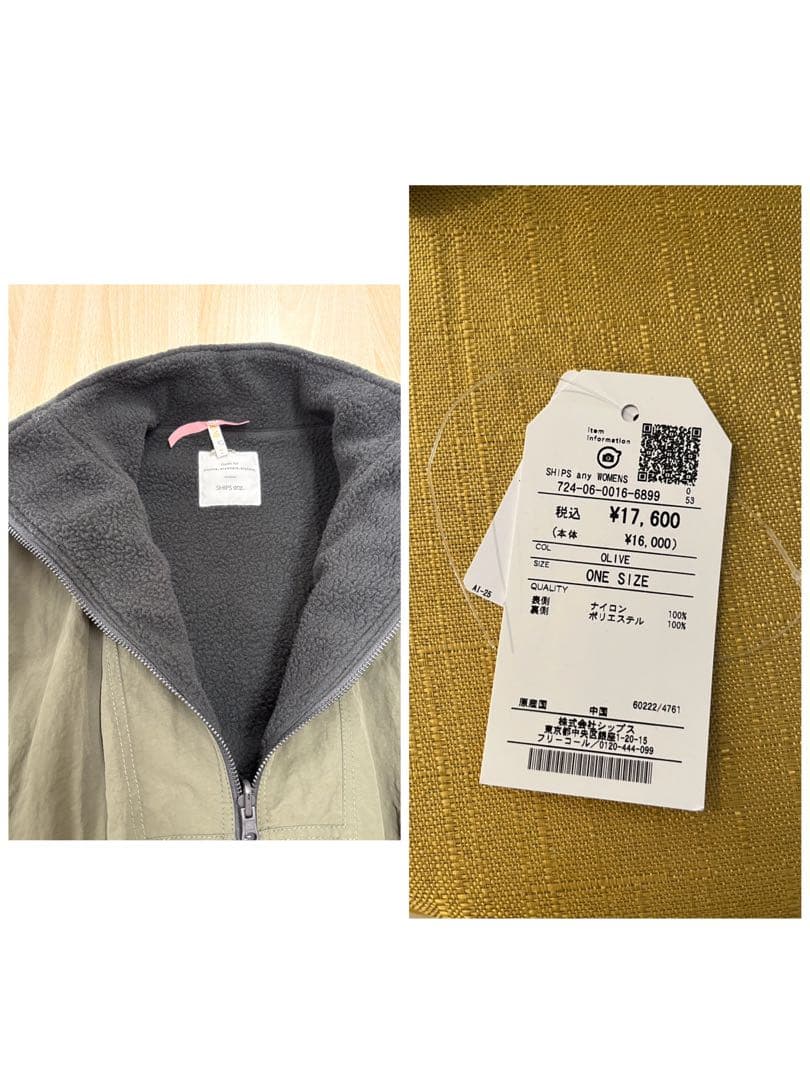 SHIPS any
Item
Information
SHIPS any WOMENS
724-06-0016-6899
0
53
税込 ¥17,600
(本体 ¥16,000)
COL OLIVE
SIZE ONE SIZE
QUALITY
表側 ナイロン 100%
裏側 ポリエステル 100%
AI-25
原産国 中国 60222/4761
株式会社シップス
東京都中央区銀座1-20-15
フリーコール/0120-444-099